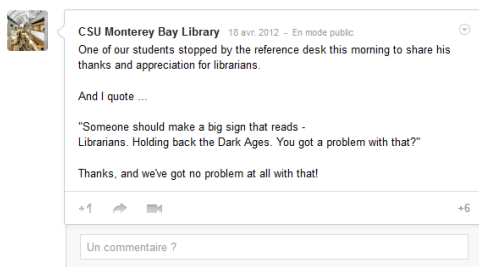 CSU Monterey Bay Library 18 avr. 2012 - En mode public
One of our students stopped by the reference desk this morning to share his
thanks and appreciation for librarians.
And I quote ...
"Someone should make a big sign that reads -
Librarians. Holding back the Dark Ages. You got a problem with that?"
Thanks, and we've got no problem at all with that!
+1
+6
Un commentaire ?